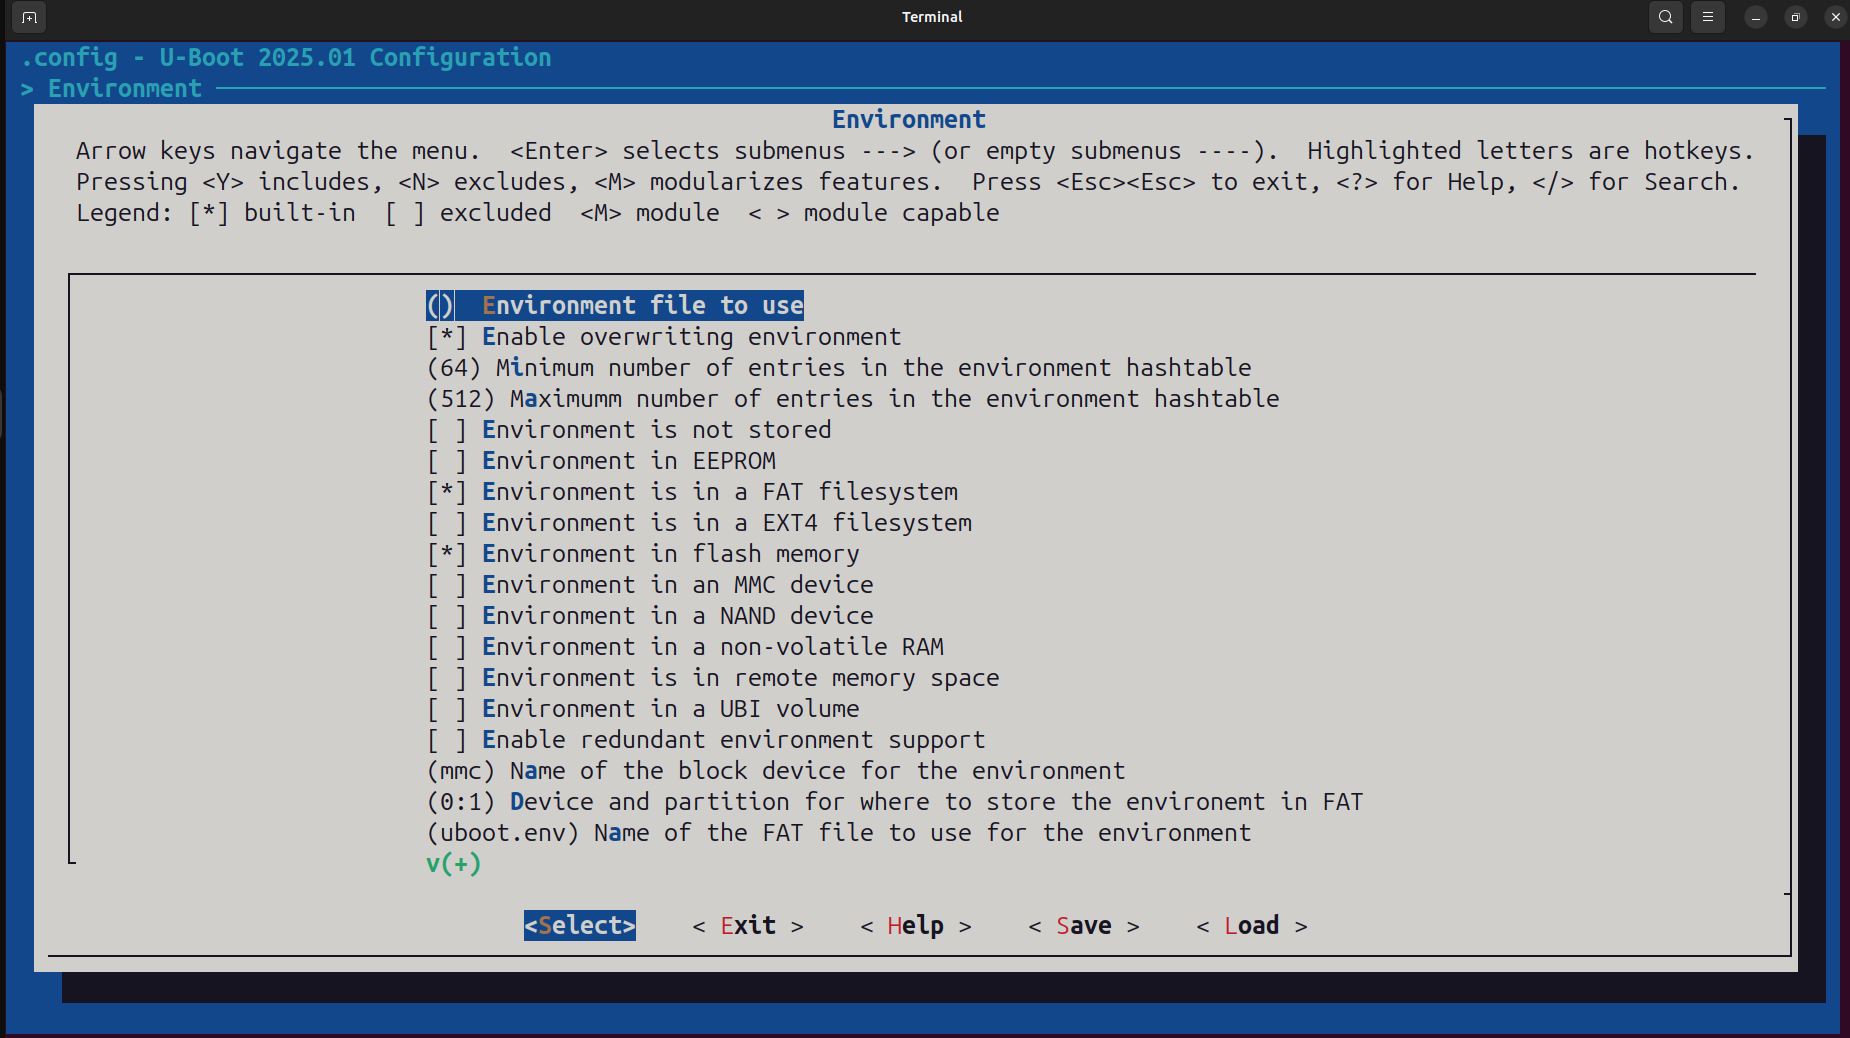 Terminal
.config - U-Boot 2025.01 Configuration
> Environment
Environment
Arrow keys navigate the menu.  <Enter> selects submenus ---> (or empty submenus ----).  Highlighted letters are hotkeys.
Pressing <Y> includes, <N> excludes, <M> modularizes features.  Press <Esc><Esc> to exit, <?> for Help, </> for Search.
Legend: [*] built-in  [ ] excluded  <M> module  < > module capable
()  Environment file to use
[*] Enable overwriting environment
(64) Minimum number of entries in the environment hashtable
(512) Maximumm number of entries in the environment hashtable
[ ] Environment is not stored
[ ] Environment in EEPROM
[*] Environment is in a FAT filesystem
[ ] Environment is in a EXT4 filesystem
[*] Environment in flash memory
[ ] Environment in an MMC device
[ ] Environment in a NAND device
[ ] Environment in a non-volatile RAM
[ ] Environment is in remote memory space
[ ] Environment in a UBI volume
[ ] Enable redundant environment support
(mmc) Name of the block device for the environment
(0:1) Device and partition for where to store the environemt in FAT
(uboot.env) Name of the FAT file to use for the environment
v(+)
<Select>    < Exit >    < Help >    < Save >    < Load >